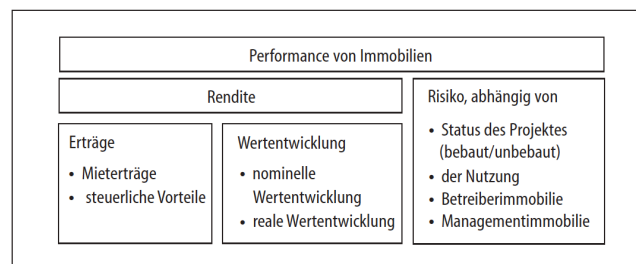 Performance von Immobilien
Rendite
Erträge
• Mieterträge
• steuerliche Vorteile
Wertentwicklung
• nominelle
Wertentwicklung
• reale Wertentwicklung
Risiko, abhängig von
• Status des Projektes
(bebaut/unbebaut)
• der Nutzung
• Betreiberimmobilie
• Managementimmobilie